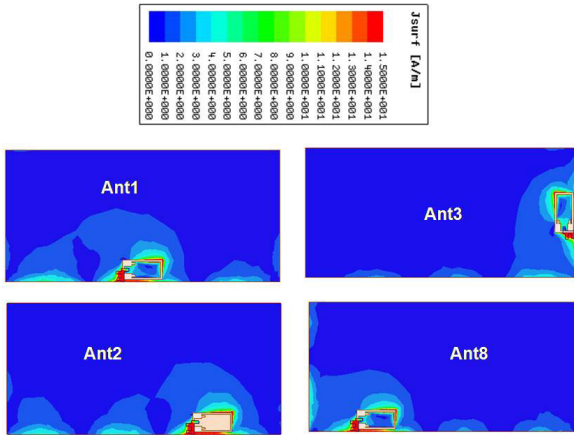 Jsurf [A/m]
1.5000E+001
1.4000E+001
1.3000E+001
1.2000E+001
1.1000E+001
1.0000E+001
9.0000E+000
8.0000E+000
7.0000E+000
6.0000E+000
5.0000E+000
4.0000E+000
3.0000E+000
2.0000E+000
1.0000E+000
0.0000E+000
Ant1
Ant3
Ant2
Ant8